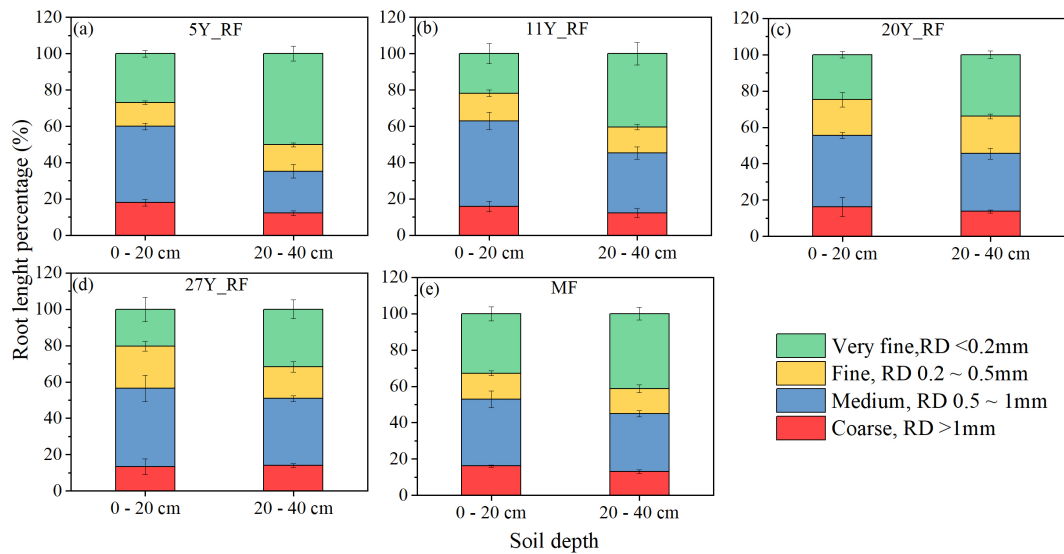 Root lenght percentage (%)
(a) 5Y_RF
120
100
80
60
40
20
0
0 - 20 cm 20 - 40 cm
(b) 11Y_RF
120
100
80
60
40
20
0
0 - 20 cm 20 - 40 cm
(c) 20Y_RF
120
100
80
60
40
20
0
0 - 20 cm 20 - 40 cm
(d) 27Y_RF
120
100
80
60
40
20
0
0 - 20 cm 20 - 40 cm
(e) MF
120
100
80
60
40
20
0
0 - 20 cm 20 - 40 cm
Very fine,RD <0.2mm
Fine, RD 0.2 ~ 0.5mm
Medium, RD 0.5 ~ 1mm
Coarse, RD >1mm
Soil depth